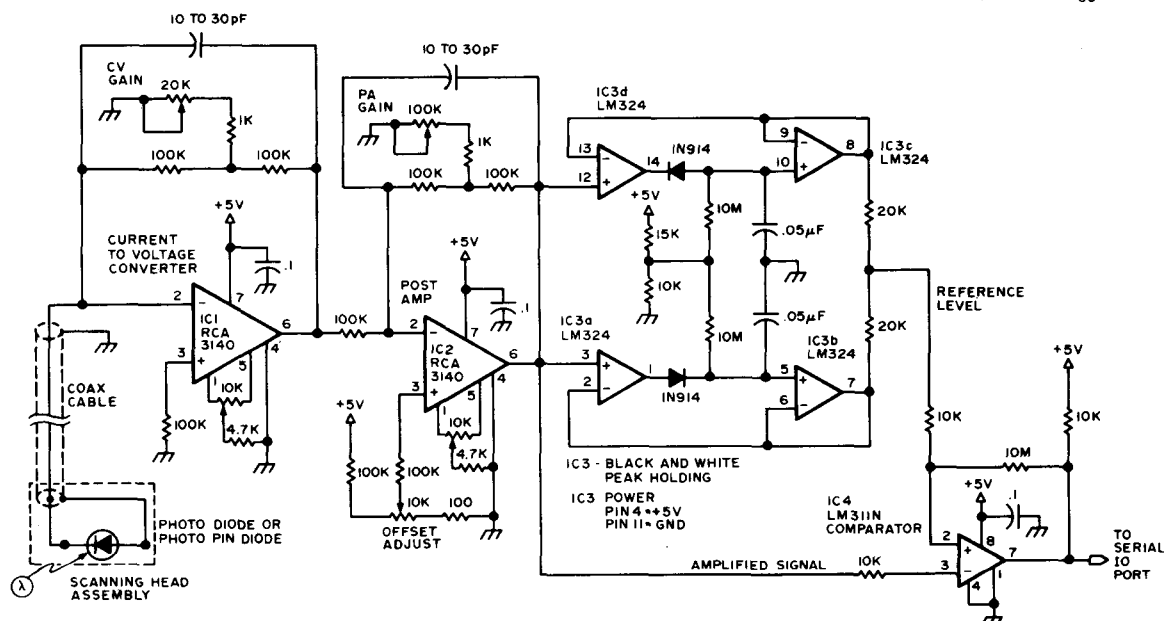 10 TO 30pF
CV
GAIN
20K
1K
100K
100K
+5V
CURRENT
TO VOLTAGE
CONVERTER
.1
2
-
7
IC1
RCA
3140
6
3
+
1
5
4
10K
4.7K
100K
COAX
CABLE
PHOTO DIODE OR
PHOTO PIN DIODE
λ
SCANNING HEAD
ASSEMBLY
10 TO 30pF
PA
GAIN
100K
1K
100K
100K
+5V
POST
AMP
.1
100K
2
-
7
IC2
RCA
3140
6
3
+
1
5
4
10K
4.7K
+5V
100K
100K
10K
100
OFFSET
ADJUST
IC3d
LM324
13
-
12
+
14
1N914
9
-
10
+
8
IC3c
LM324
+5V
15K
10K
10M
10M
.05µF
.05µF
20K
20K
REFERENCE
LEVEL
IC3a
LM324
3
+
2
-
1
1N914
IC3b
LM324
5
+
6
-
7
IC3 - BLACK AND WHITE
PEAK HOLDING
IC3 POWER
PIN 4 = +5V
PIN 11 = GND
+5V
10K
10K
10M
IC4
LM311N
COMPARATOR
+5V
.1
2
+
8
7
3
-
4
1
AMPLIFIED SIGNAL
10K
TO
SERIAL
IO
PORT